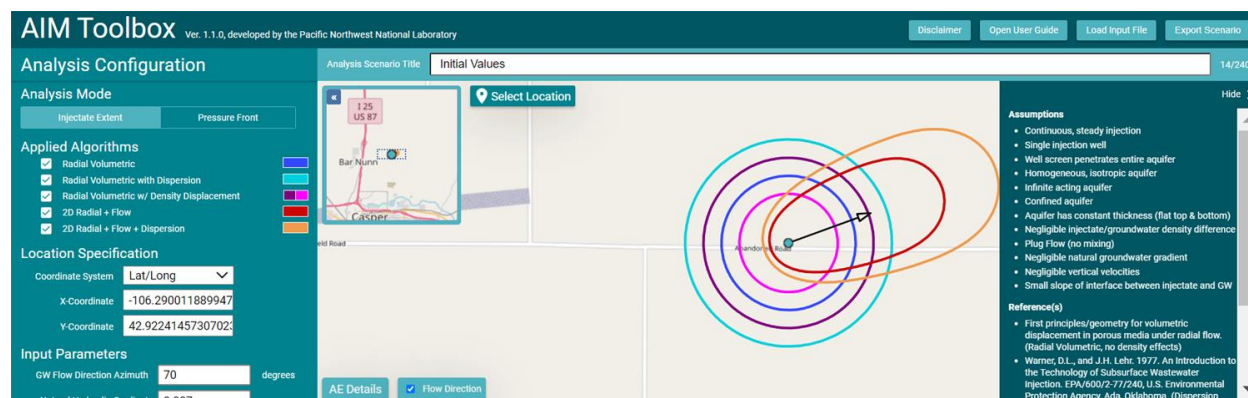 AIM Toolbox Ver. 1.1.0, developed by the Pacific Northwest National Laboratory
Disclaimer
Open User Guide
Load Input File
Export Scenario
Analysis Configuration
Analysis Scenario Title
Initial Values
14/240
Analysis Mode
Injectate Extent
Pressure Front
Applied Algorithms
Radial Volumetric
Radial Volumetric with Dispersion
Radial Volumetric w/ Density Displacement
2D Radial + Flow
2D Radial + Flow + Dispersion
Location Specification
Coordinate System
Lat/Long
X-Coordinate
-106.290011889947
Y-Coordinate
42.92241457307023
Input Parameters
GW Flow Direction Azimuth
70
degrees
«
I 25
US 87
Bar Nunn
Casper
Select Location
eld Road
Abandoned Road
AE Details
Flow Direction
Hide
Assumptions
• Continuous, steady injection
• Single injection well
• Well screen penetrates entire aquifer
• Homogeneous, isotropic aquifer
• Infinite acting aquifer
• Confined aquifer
• Aquifer has constant thickness (flat top & bottom)
• Negligible injectate/groundwater density difference
• Plug Flow (no mixing)
• Negligible natural groundwater gradient
• Negligible vertical velocities
• Small slope of interface between injectate and GW
Reference(s)
• First principles/geometry for volumetric
displacement in porous media under radial flow.
(Radial Volumetric, no density effects)
• Warner, D.L., and J.H. Lehr. 1977. An Introduction to
the Technology of Subsurface Wastewater
Injection. EPA/600/2-77/240, U.S. Environmental
Protection Agency, Ada, Oklahoma. (Dispersion